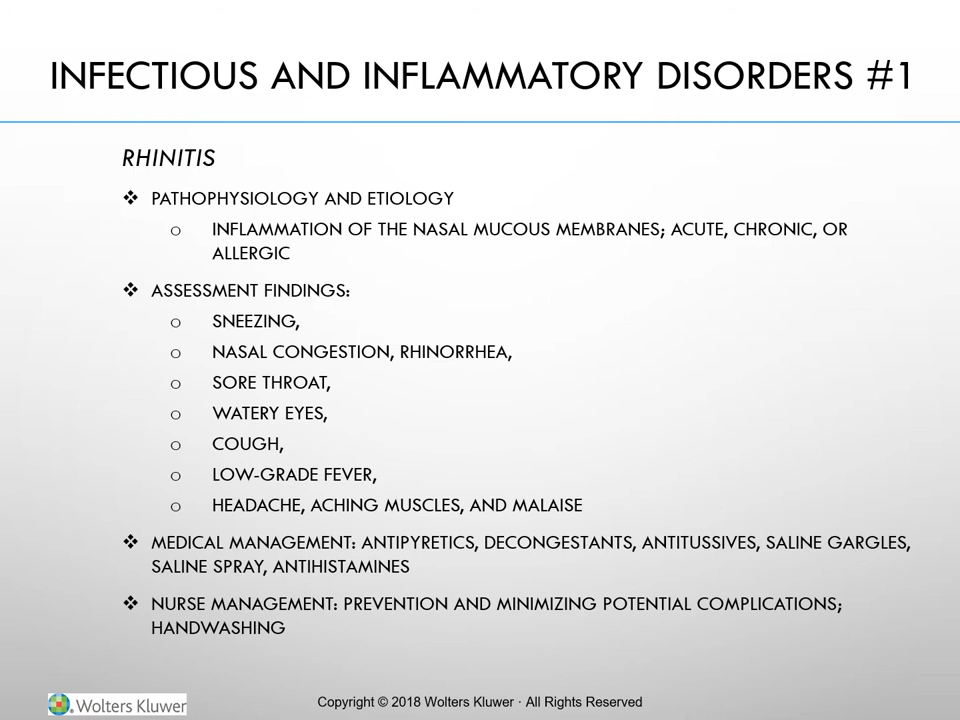 INFECTIOUS AND INFLAMMATORY DISORDERS #1
RHINITIS
❖ PATHOPHYSIOLOGY AND ETIOLOGY
o INFLAMMATION OF THE NASAL MUCOUS MEMBRANES; ACUTE, CHRONIC, OR
ALLERGIC
❖ ASSESSMENT FINDINGS:
o SNEEZING,
o NASAL CONGESTION, RHINORRHEA,
o SORE THROAT,
o WATERY EYES,
o COUGH,
o LOW-GRADE FEVER,
o HEADACHE, ACHING MUSCLES, AND MALAISE
❖ MEDICAL MANAGEMENT: ANTIPYRETICS, DECONGESTANTS, ANTITUSSIVES, SALINE GARGLES,
SALINE SPRAY, ANTIHISTAMINES
❖ NURSE MANAGEMENT: PREVENTION AND MINIMIZING POTENTIAL COMPLICATIONS;
HANDWASHING
Wolters Kluwer
Copyright © 2018 Wolters Kluwer · All Rights Reserved